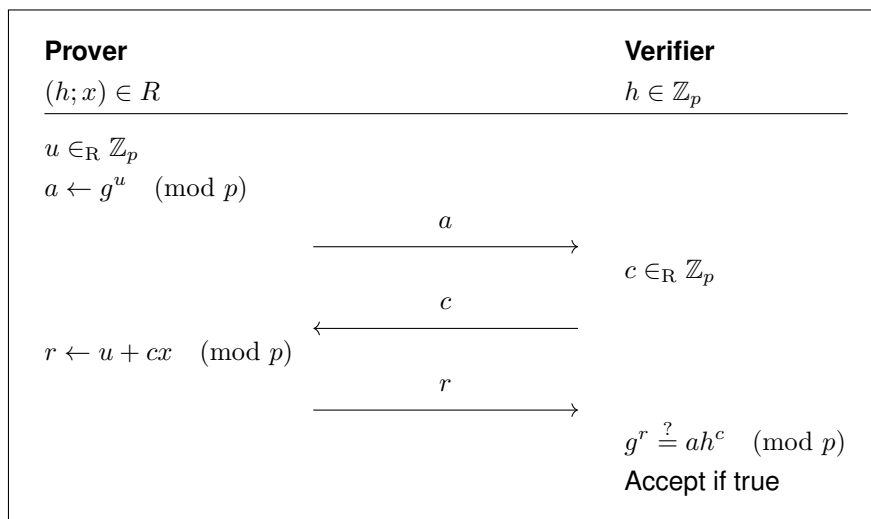 Prover Verifier
(h; x) ∈ R h ∈ ℤ_p
u ∈_R ℤ_p
a ← g^u (mod p)
a
c ∈_R ℤ_p
c
r ← u + cx (mod p)
r
g^r ≟ ah^c (mod p)
Accept if true